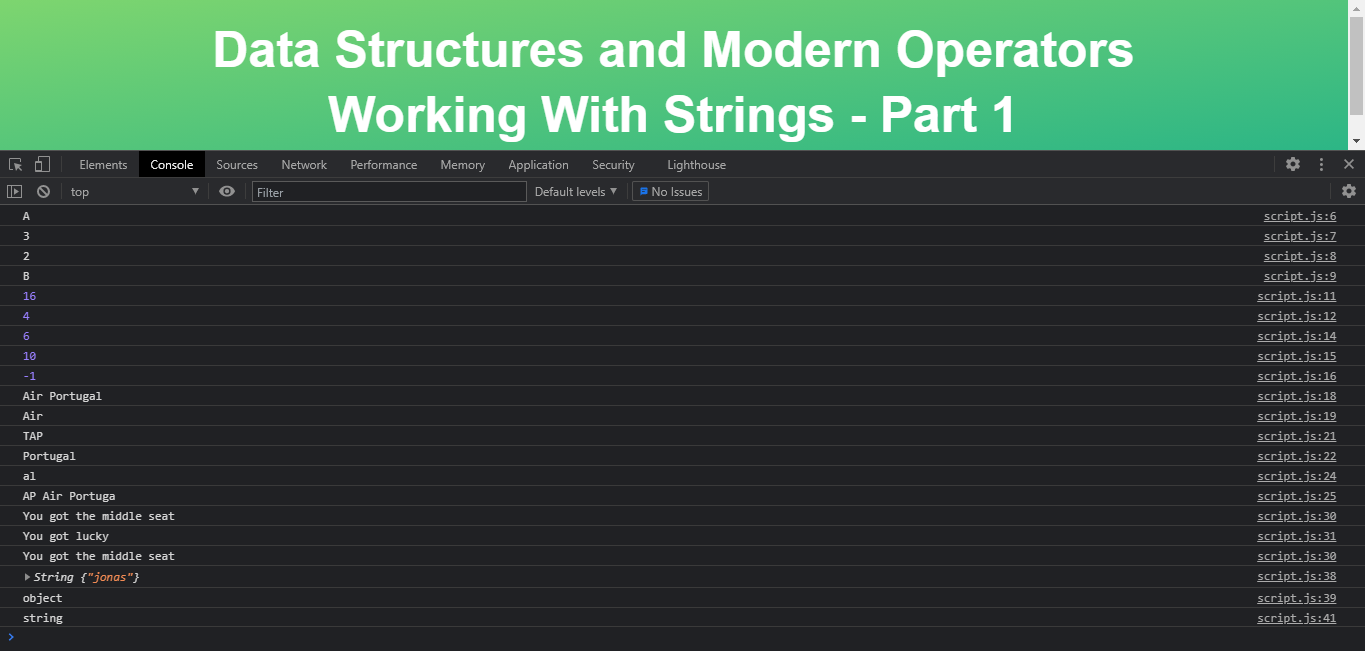 Data Structures and Modern Operators
Working With Strings - Part 1
Elements Console Sources Network Performance Memory Application Security Lighthouse
top Filter Default levels No Issues
A script.js:6
3 script.js:7
2 script.js:8
B script.js:9
16 script.js:11
4 script.js:12
6 script.js:14
10 script.js:15
-1 script.js:16
Air Portugal script.js:18
Air script.js:19
TAP script.js:21
Portugal script.js:22
al script.js:24
AP Air Portuga script.js:25
You got the middle seat script.js:30
You got lucky script.js:31
You got the middle seat script.js:30
String {"jonas"} script.js:38
object script.js:39
string script.js:41